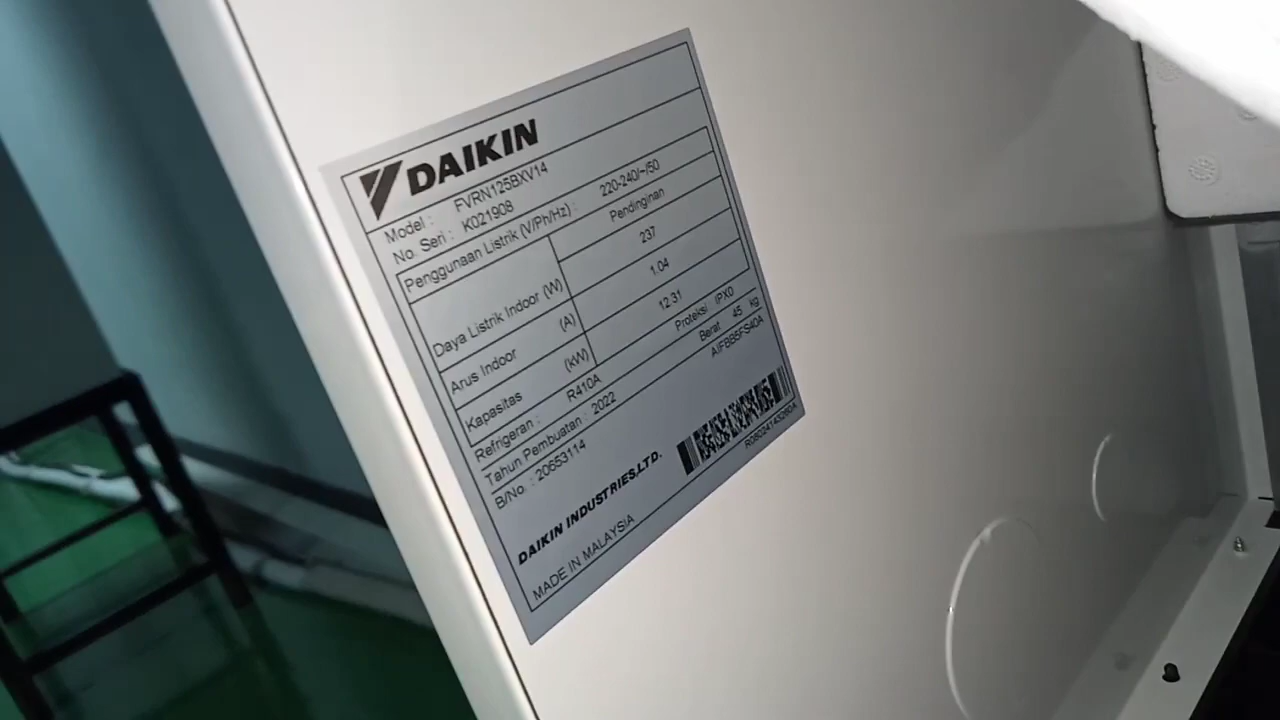 DAIKIN
Model : FVRN125BXV14
No. Seri : K021908
Penggunaan Listrik (V/Ph/Hz) : 220-240/~/50
Pendinginan
Daya Listrik Indoor (W) 237
Arus Indoor (A) 1.04
Kapasitas (kW) 12.31
Refrigeran : R410A Proteksi IPX0
Tahun Pembuatan : 2022 Berat 45 kg
B/No. : 20653114 AIFBB5FS40A
DAIKIN INDUSTRIES,LTD.
MADE IN MALAYSIA